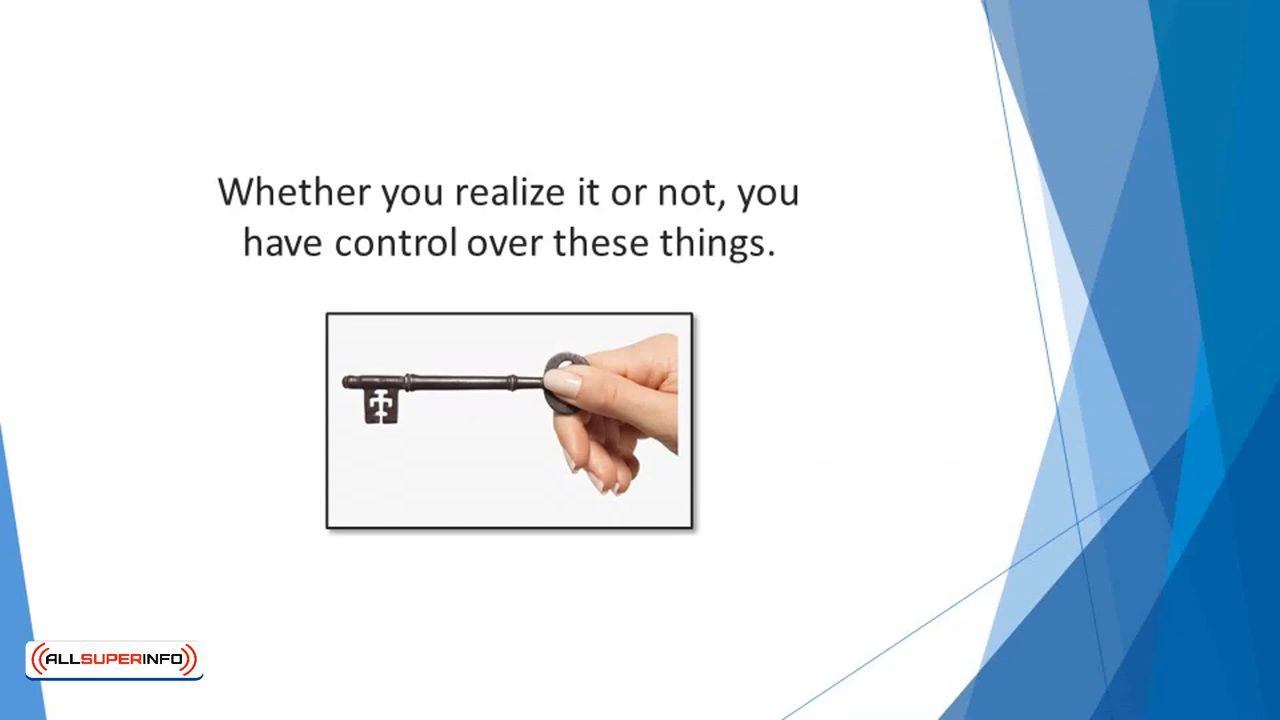 Whether you realize it or not, you
have control over these things.
ALLSUPERINFO